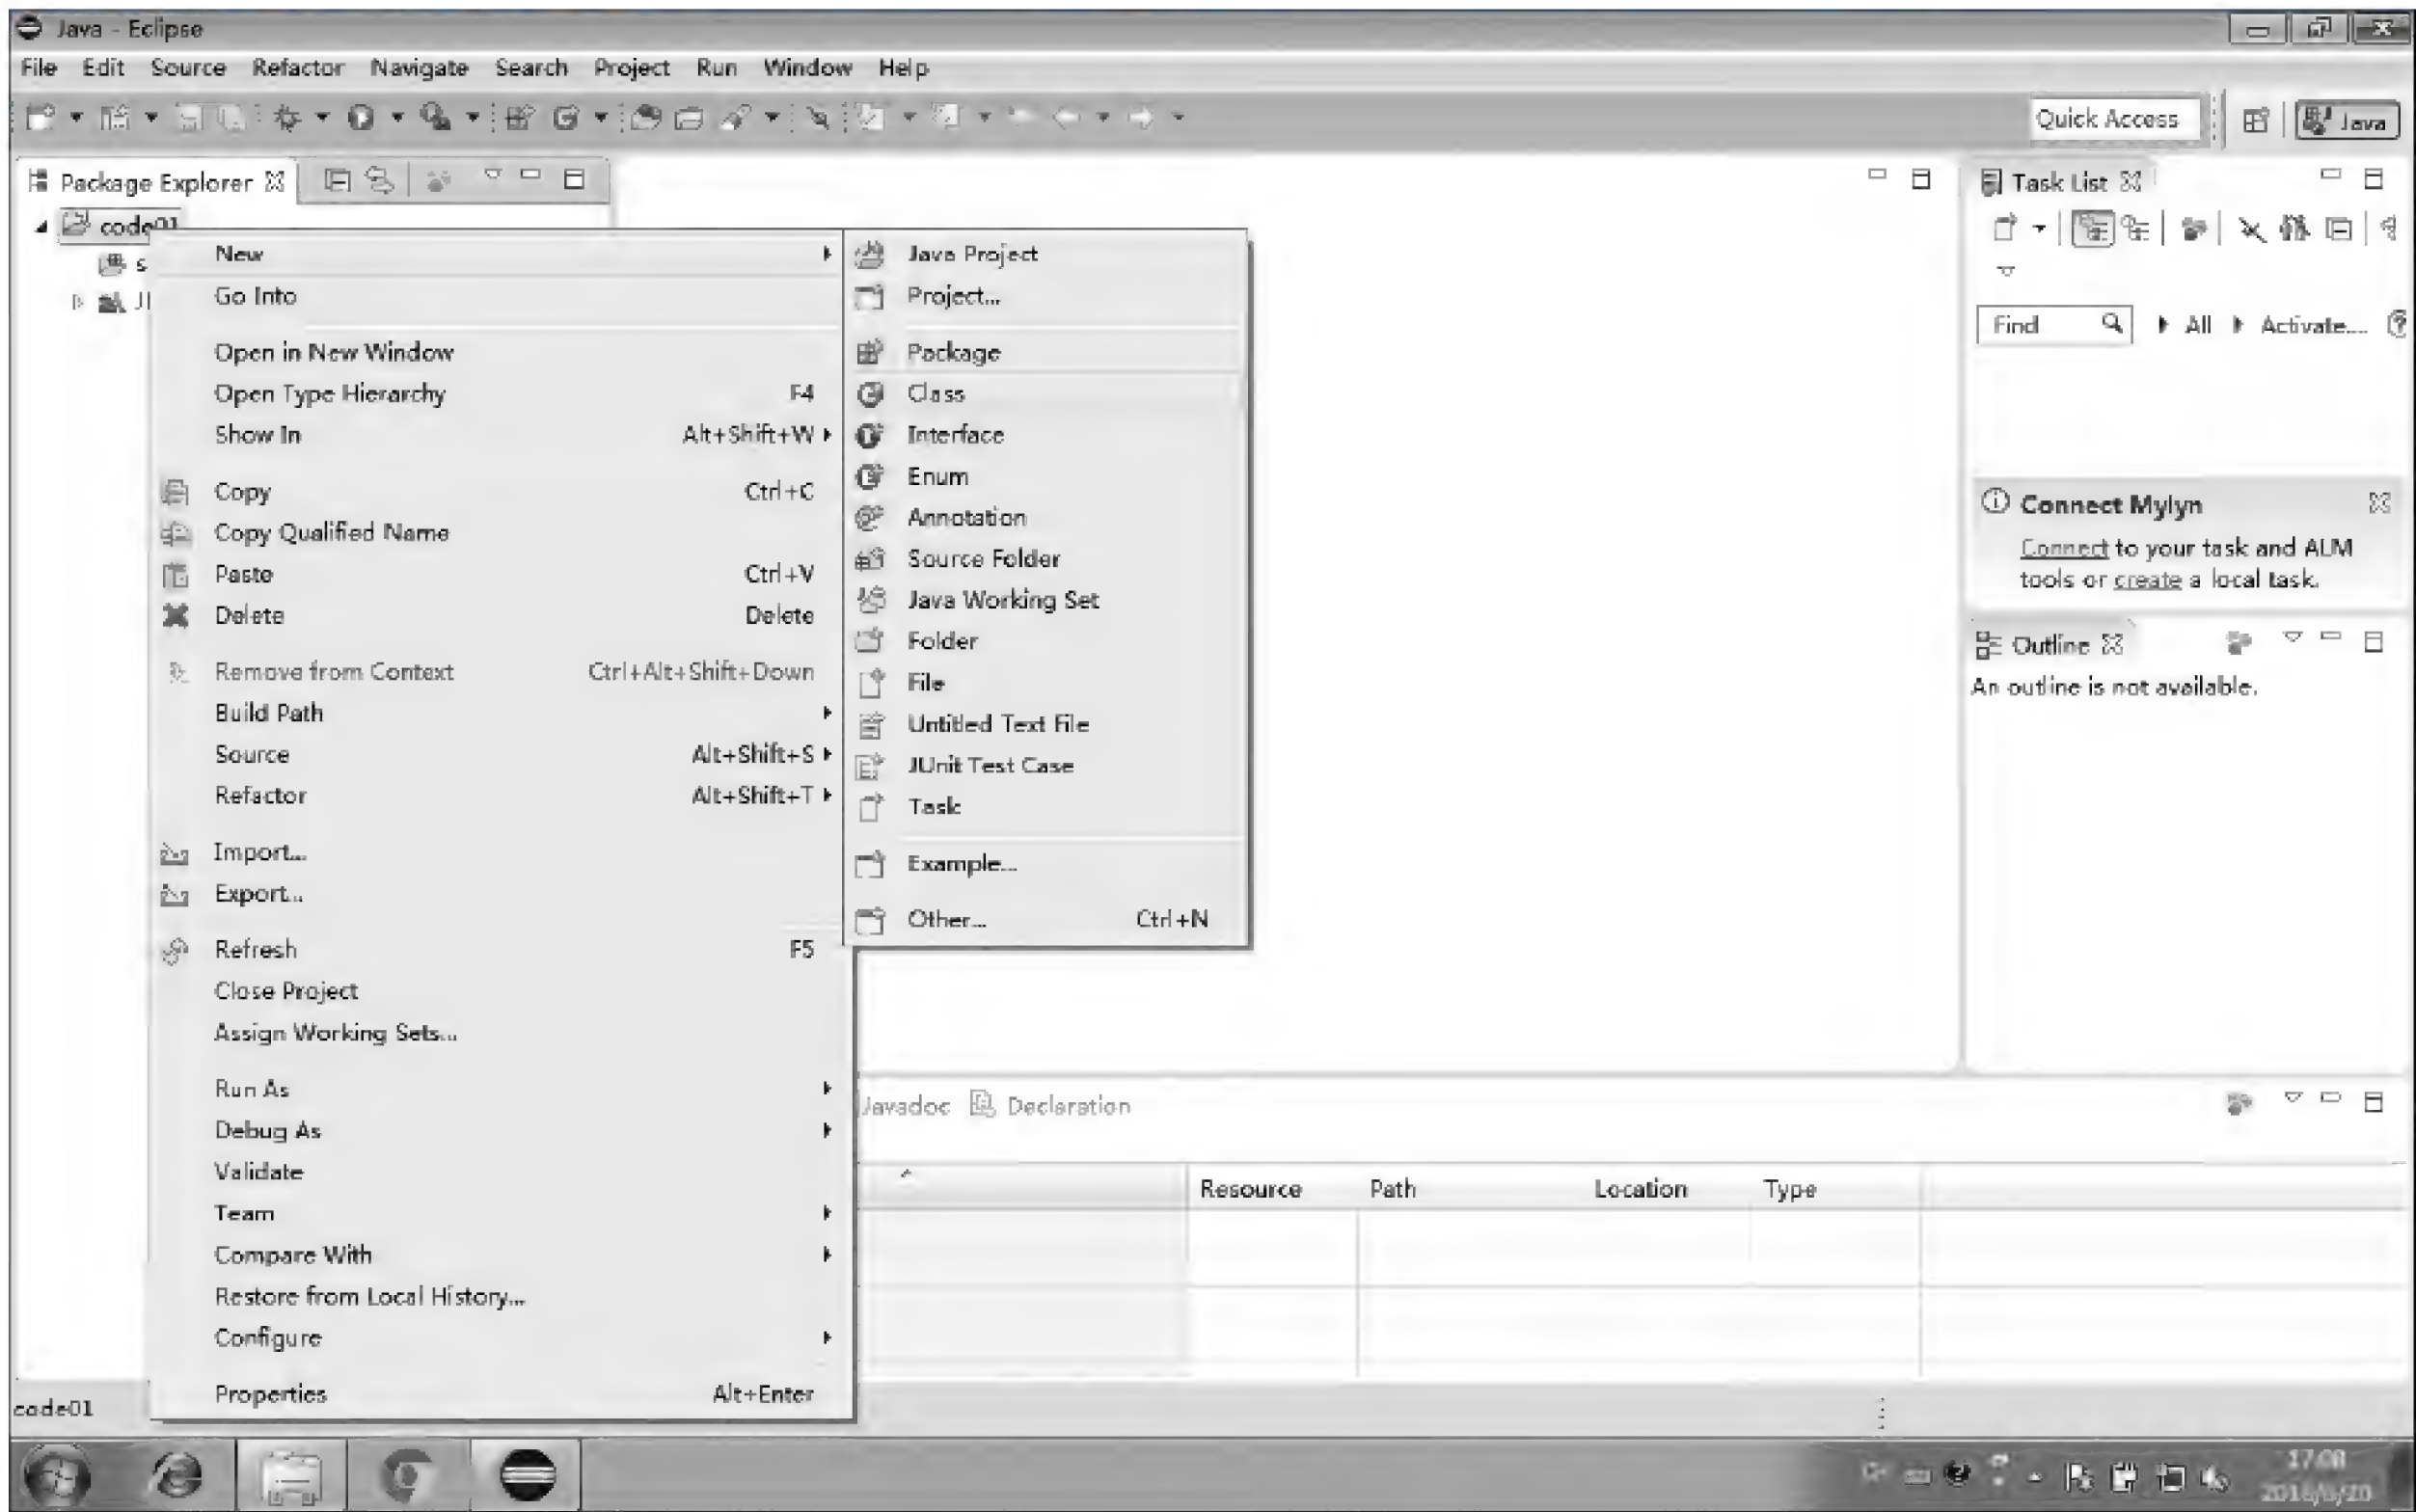 Java - Eclipse
File Edit Source Refactor Navigate Search Project Run Window Help
Quick Access
Java
Package Explorer
code01
s
New
Go Into
Open in New Window
Open Type Hierarchy F4
Show In Alt+Shift+W
Copy Ctrl+C
Copy Qualified Name
Paste Ctrl+V
Delete Delete
Remove from Context Ctrl+Alt+Shift+Down
Build Path
Source Alt+Shift+S
Refactor Alt+Shift+T
Import...
Export...
Refresh F5
Close Project
Assign Working Sets...
Run As
Debug As
Validate
Team
Compare With
Restore from Local History...
Configure
Properties Alt+Enter
Java Project
Project...
Package
Class
Interface
Enum
Annotation
Source Folder
Java Working Set
Folder
File
Untitled Text File
JUnit Test Case
Task
Example...
Other... Ctrl+N
Task List
Find All Activate...
Connect Mylyn
Connect to your task and ALM
tools or create a local task.
Outline
An outline is not available.
Javadoc Declaration
Resource Path Location Type
code01
17:08